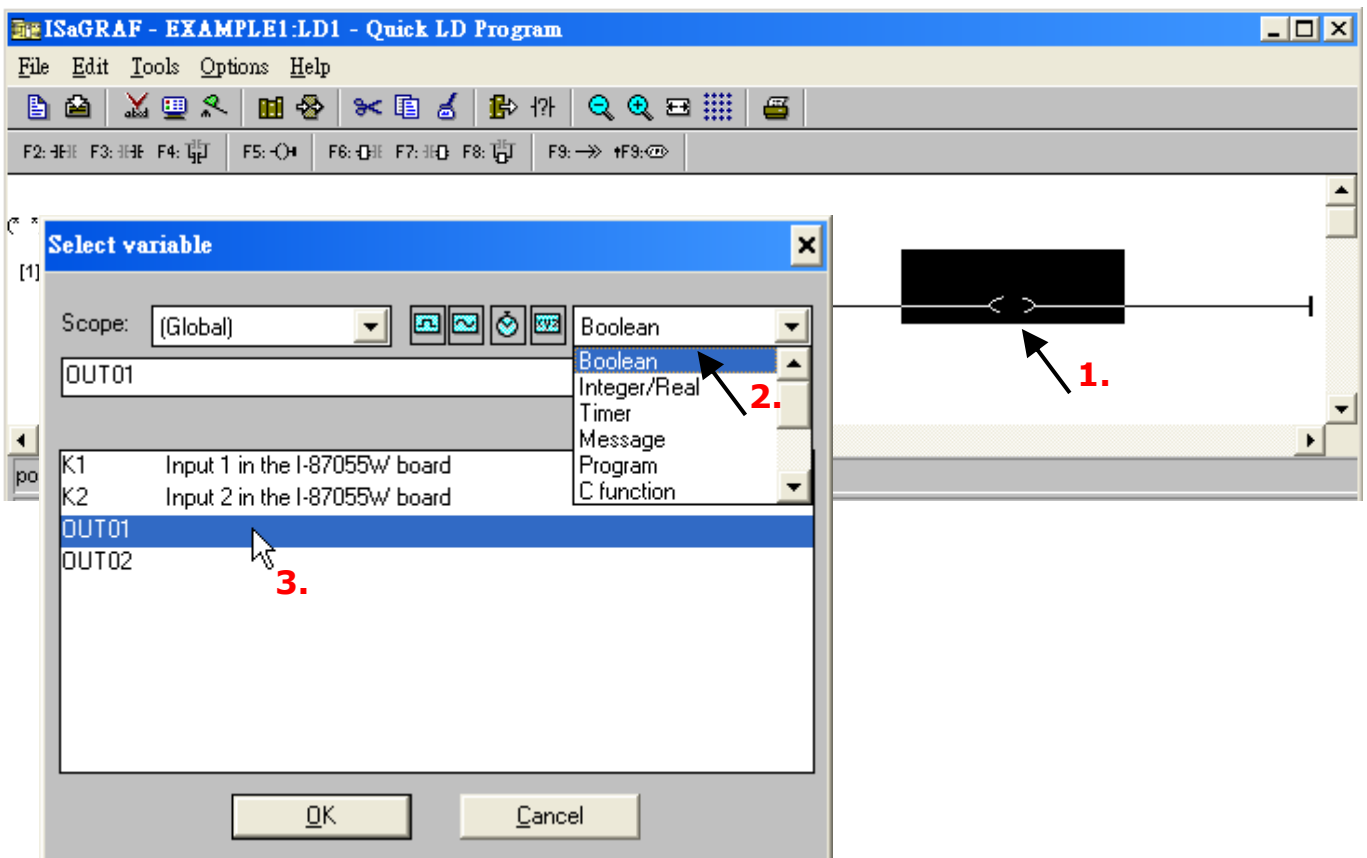 ISaGRAF - EXAMPLE1:LD1 - Quick LD Program
File Edit Tools Options Help
F2: F3: F4: F5: F6: F7: F8: F9: F9:
[1]
Select variable
Scope: (Global) Boolean
OUT01
Boolean
Integer/Real
Timer
Message
Program
C function
1.
2.
K1 Input 1 in the I-87055W board
K2 Input 2 in the I-87055W board
OUT01
OUT02
3.
po
OK Cancel